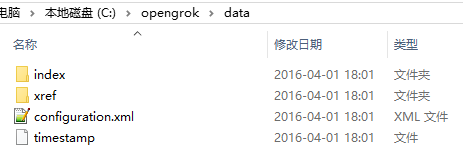 电脑 > 本地磁盘 (C:) > opengrok > data
名称 修改日期 类型
index 2016-04-01 18:01 文件夹
xref 2016-04-01 18:01 文件夹
configuration.xml 2016-04-01 18:01 XML 文件
timestamp 2016-04-01 18:01 文件